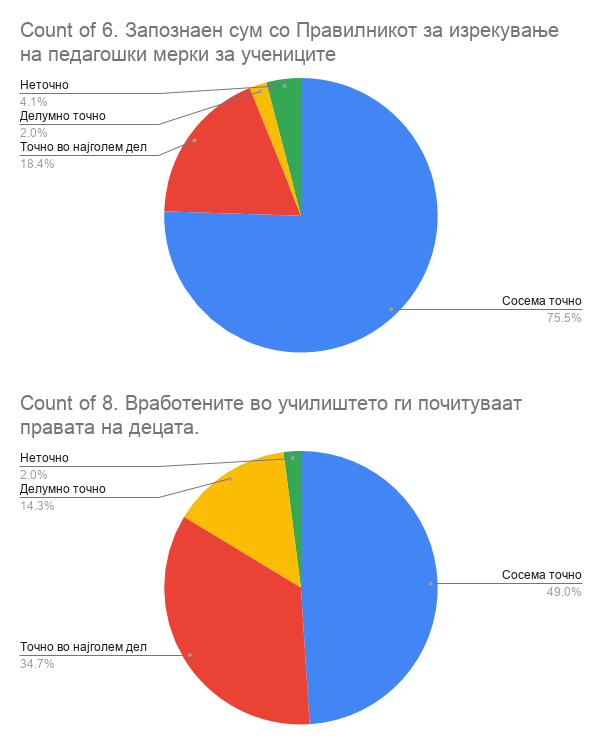 Count of 6. Запознаен сум со Правилникот за изрекување
на педагошки мерки за учениците
Неточно
4.1%
Делумно точно
2.0%
Точно во најголем дел
18.4%
Сосема точно
75.5%
Count of 8. Вработените во училиштето ги почитуваат
правата на децата.
Неточно
2.0%
Делумно точно
14.3%
Сосема точно
49.0%
Точно во најголем дел
34.7%